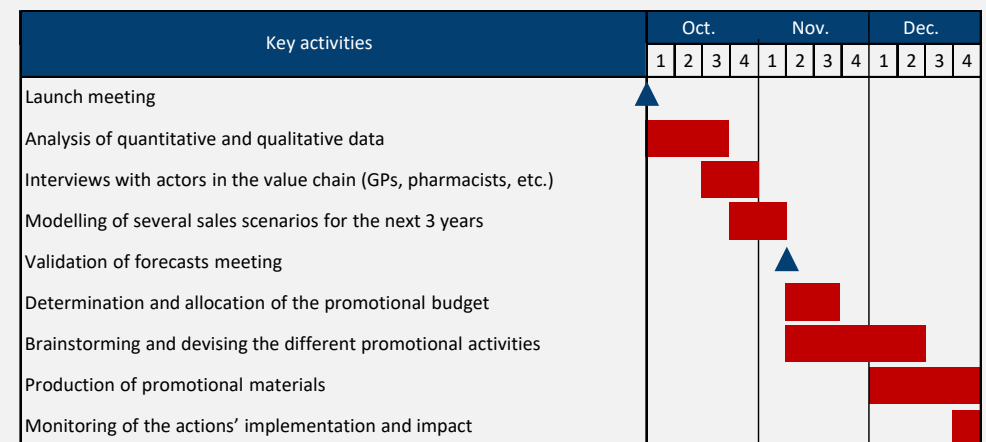 Key activities
Oct. Nov. Dec.
1 2 3 4 1 2 3 4 1 2 3 4
Launch meeting
Analysis of quantitative and qualitative data
Interviews with actors in the value chain (GPs, pharmacists, etc.)
Modelling of several sales scenarios for the next 3 years
Validation of forecasts meeting
Determination and allocation of the promotional budget
Brainstorming and devising the different promotional activities
Production of promotional materials
Monitoring of the actions’ implementation and impact